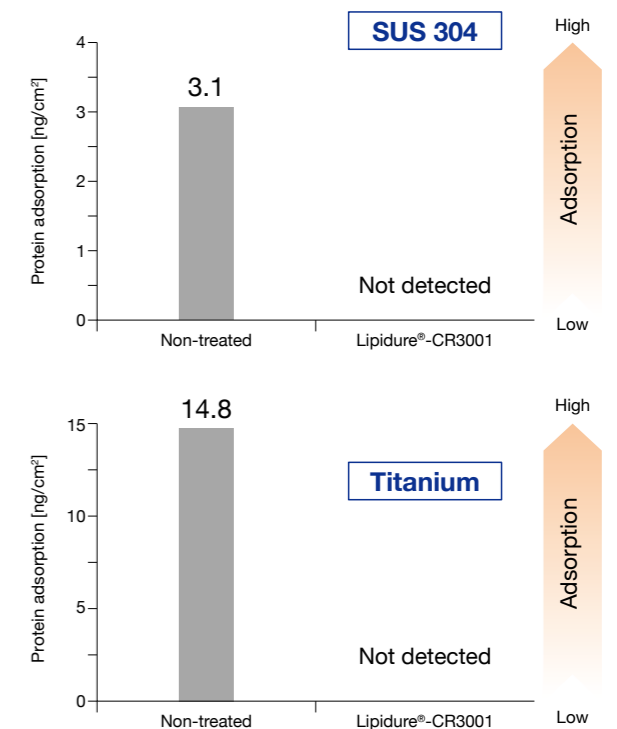 SUS 304
High
4
3
2
1
0
Protein adsorption [ng/cm²]
3.1
Not detected
Adsorption
Low
Non-treated
Lipidure®-CR3001
14.8
High
15
10
5
0
Protein adsorption [ng/cm²]
Titanium
Not detected
Adsorption
Low
Non-treated
Lipidure®-CR3001